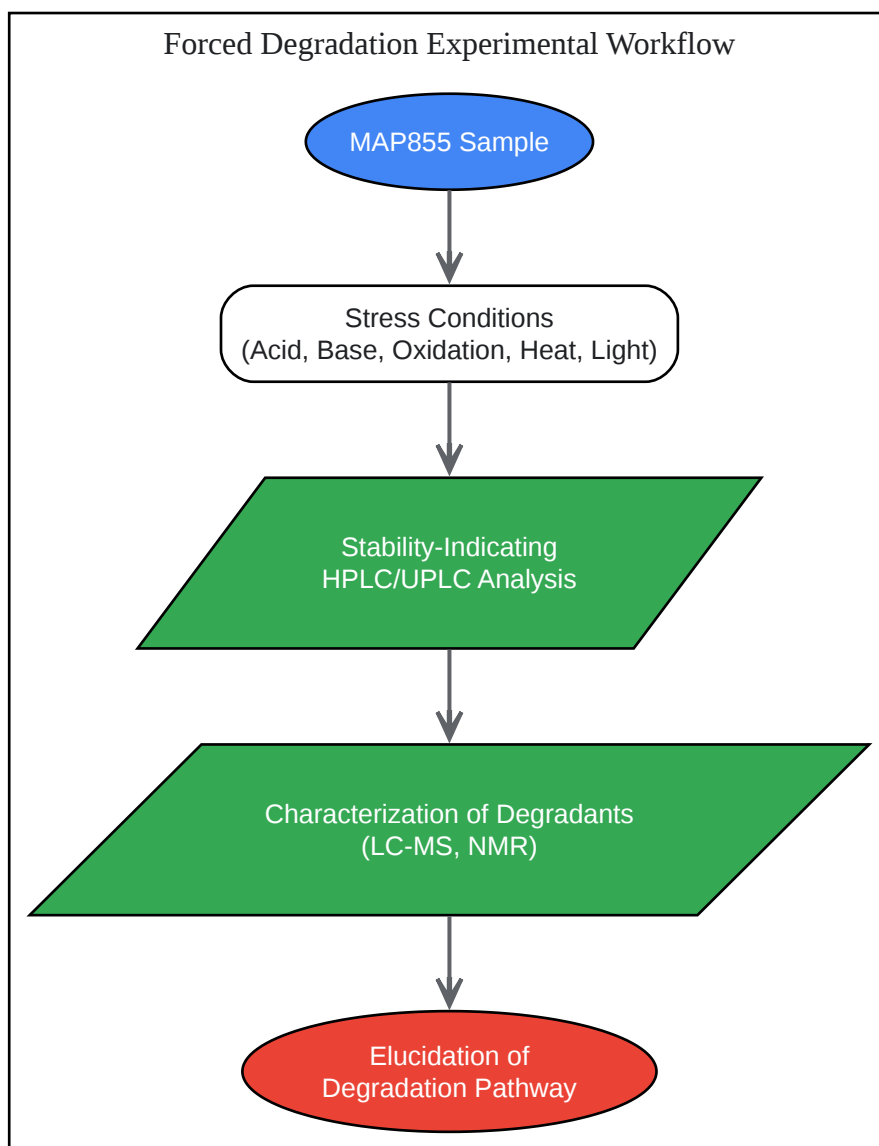 Forced Degradation Experimental Workflow
MAP855 Sample
Stress Conditions
(Acid, Base, Oxidation, Heat, Light)
Stability-Indicating
HPLC/UPLC Analysis
Characterization of Degradants
(LC-MS, NMR)
Elucidation of
Degradation Pathway